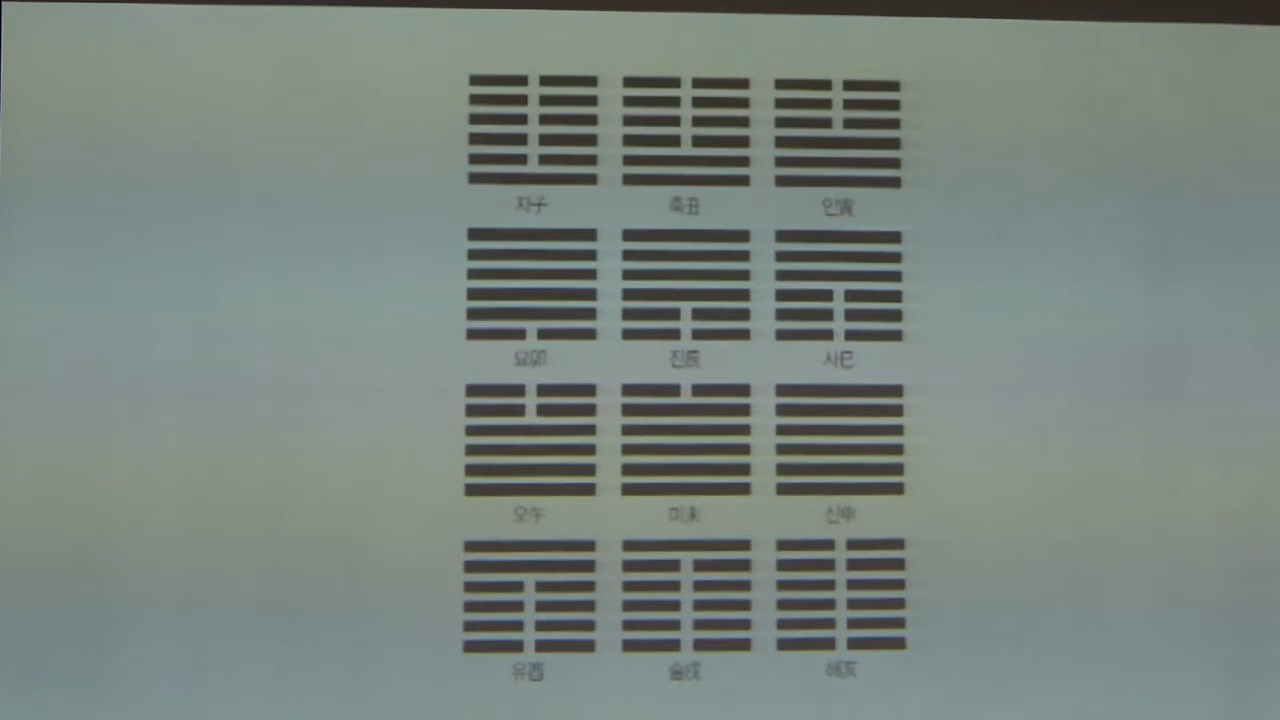 자子 축丑 인寅
묘卯 진辰 사巳
오午 미未 신申
유酉 술戌 해亥